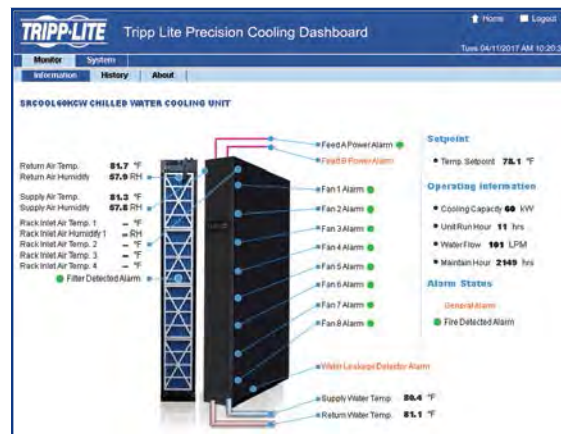 TRIPP·LITE
Tripp Lite Precision Cooling Dashboard
Home Logout
Tues 04/11/2017 AM 10:20:3
Monitor System
Information History About
SRCOOL60KCW CHILLED WATER COOLING UNIT
Return Air Temp. 81.7 °F
Return Air Humidify 57.9 RH
Supply Air Temp. 81.3 °F
Supply Air Humidify 57.8 RH
Rack Inlet Air Temp. 1 – °F
Rack Inlet Air Humidify 1 – RH
Rack Inlet Air Temp. 2 – °F
Rack Inlet Air Temp. 3 – °F
Rack Inlet Air Temp. 4 – °F
Filter Detected Alarm
Feed A Power Alarm
Feed B Power Alarm
Fan 1 Alarm
Fan 2 Alarm
Fan 3 Alarm
Fan 4 Alarm
Fan 5 Alarm
Fan 6 Alarm
Fan 7 Alarm
Fan 8 Alarm
Water Leakage Detector Alarm
Supply Water Temp. 80.4 °F
Return Water Temp. 81.1 °F
Setpoint
Temp. Setpoint 78.1 °F
Operating Information
Cooling Capacity 60 kW
Unit Run Hour 11 hrs
Water Flow 101 LPM
Maintain Hour 2149 hrs
Alarm Status
General Alarm
Fire Detected Alarm